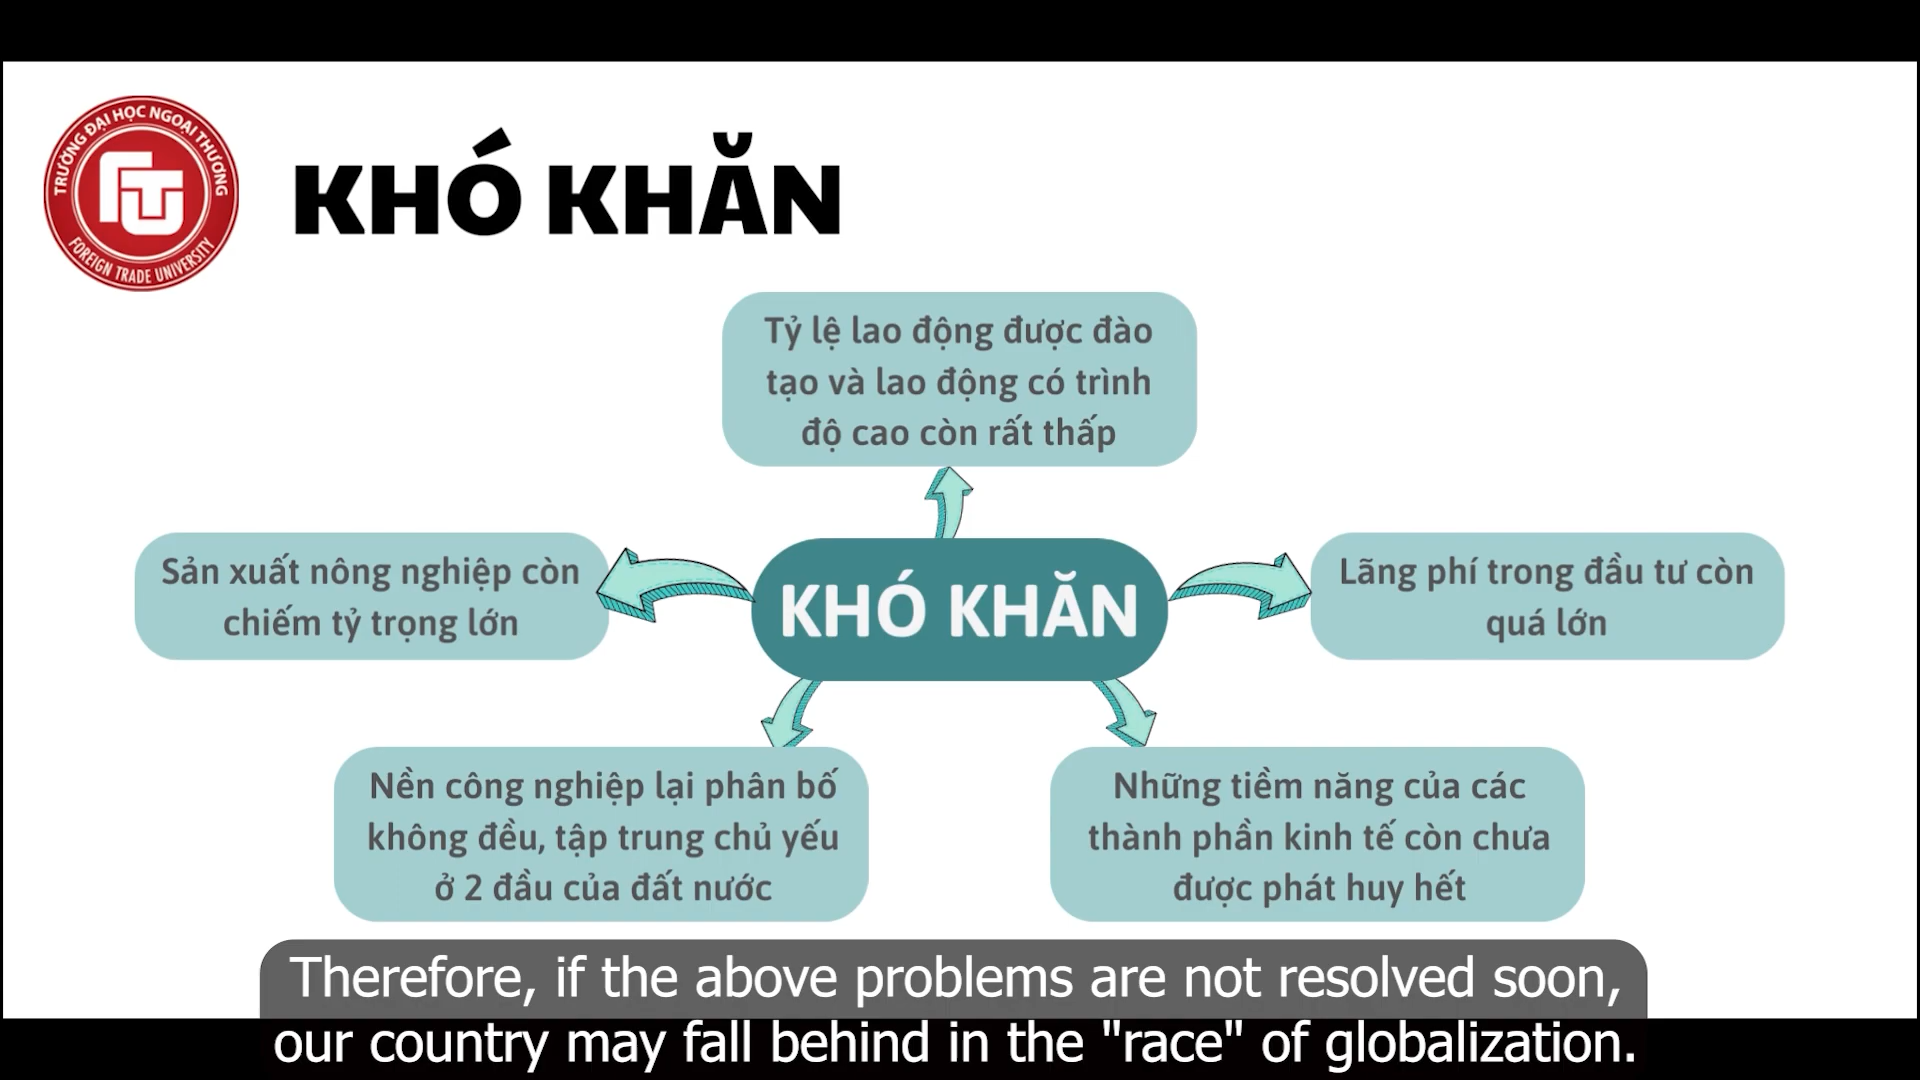 TRƯỜNG ĐẠI HỌC NGOẠI THƯƠNG
FTU
FOREIGN TRADE UNIVERSITY
KHÓ KHĂN
Tỷ lệ lao động được đào
tạo và lao động có trình
độ cao còn rất thấp
Sản xuất nông nghiệp còn
chiếm tỷ trọng lớn
KHÓ KHĂN
Lãng phí trong đầu tư còn
quá lớn
Nền công nghiệp lại phân bố
không đều, tập trung chủ yếu
ở 2 đầu của đất nước
Những tiềm năng của các
thành phần kinh tế còn chưa
được phát huy hết
Therefore, if the above problems are not resolved soon,
our country may fall behind in the "race" of globalization.